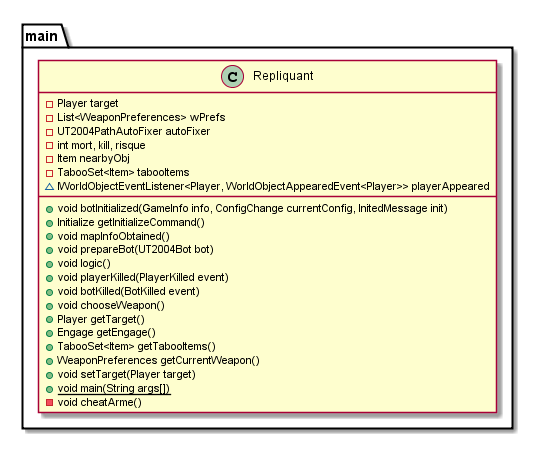 main
C Repliquant
Player target
List<WeaponPreferences> wPrefs
UT2004PathAutoFixer autoFixer
int mort, kill, risque
Item nearbyObj
TabooSet<Item> tabooItems
IWorldObjectEventListener<Player, WorldObjectAppearedEvent<Player>> playerAppeared
void botInitialized(GameInfo info, ConfigChange currentConfig, InitedMessage init)
Initialize getInitializeCommand()
void mapInfoObtained()
void prepareBot(UT2004Bot bot)
void logic()
void playerKilled(PlayerKilled event)
void botKilled(BotKilled event)
void chooseWeapon()
Player getTarget()
Engage getEngage()
TabooSet<Item> getTabooItems()
WeaponPreferences getCurrentWeapon()
void setTarget(Player target)
void main(String args[])
void cheatArme()